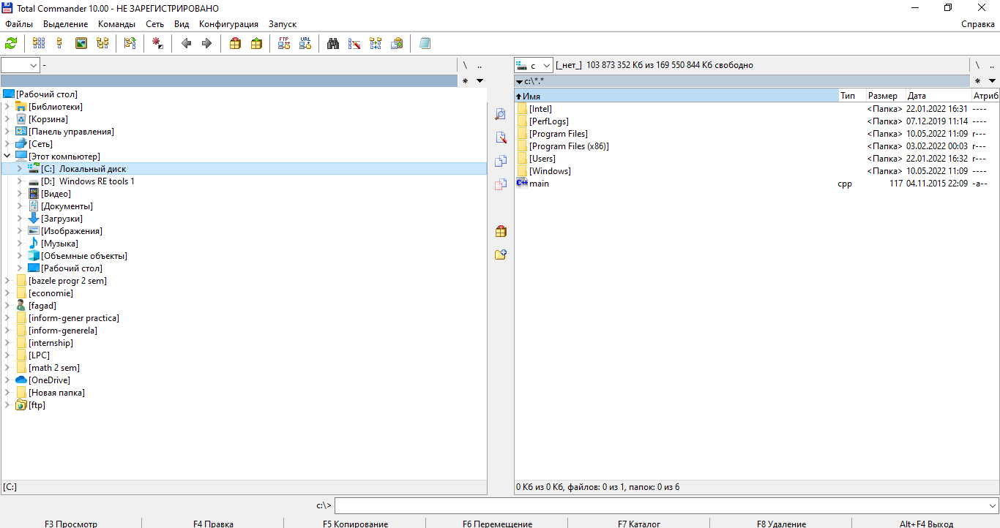 Total Commander 10.00 - НЕ ЗАРЕГИСТРИРОВАНО
Файлы Выделение Команды Сеть Вид Конфигурация Запуск Справка
FTP URL
- \ .. c [_нет_] 103 873 352 Кб из 169 550 844 Кб свободно \ ..
* c:\*.* *
[Рабочий стол]
[Библиотеки]
[Корзина]
[Панель управления]
[Сеть]
[Этот компьютер]
[C:] Локальный диск
[D:] Windows RE tools 1
[Видео]
[Документы]
[Загрузки]
[Изображения]
[Музыка]
[Объемные объекты]
[Рабочий стол]
[bazele progr 2 sem]
[economie]
[fagad]
[inform-gener practica]
[inform-generela]
[internship]
[LPC]
[math 2 sem]
[OneDrive]
[Новая папка]
[ftp]
[C:]
Имя Тип Размер Дата Атриб
[Intel] <Папка> 22.01.2022 16:31 ----
[PerfLogs] <Папка> 07.12.2019 11:14 ----
[Program Files] <Папка> 10.05.2022 11:09 r---
[Program Files (x86)] <Папка> 03.02.2022 00:03 r---
[Users] <Папка> 22.01.2022 16:32 r---
[Windows] <Папка> 10.05.2022 11:09 ----
C++ main cpp 117 04.11.2015 22:09 -a--
0 Кб из 0 Кб, файлов: 0 из 1, папок: 0 из 6
c:\>
F3 Просмотр F4 Правка F5 Копирование F6 Перемещение F7 Каталог F8 Удаление Alt+F4 Выход